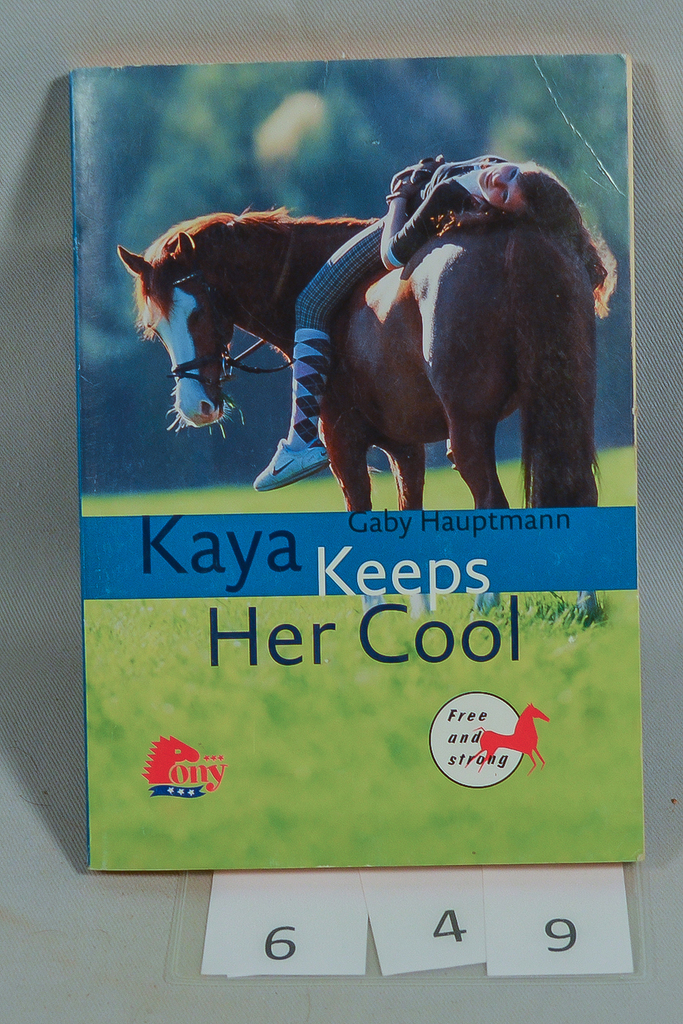 Gaby Hauptmann
Kaya
Keeps
Her Cool
Free
and
strong
Pony
6 4 9